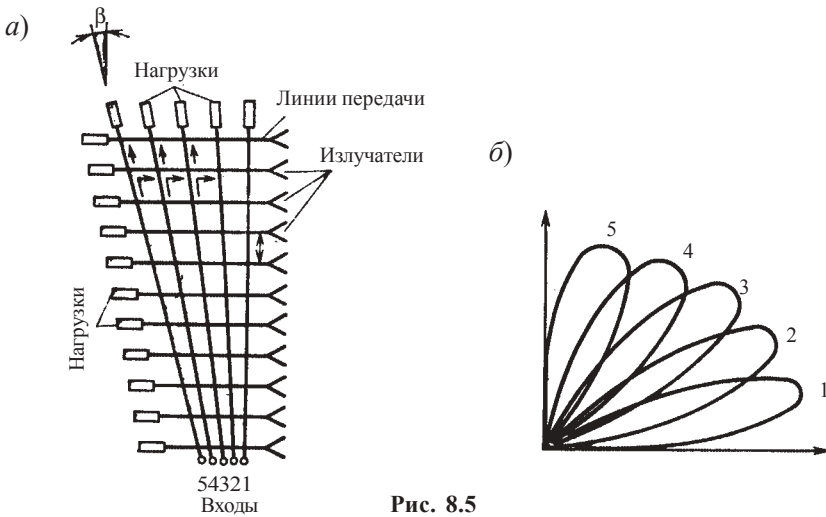 а)
β
Нагрузки
Линии передачи
Излучатели
Нагрузки
54321
Входы
б)
5
4
3
2
1
Рис. 8.5